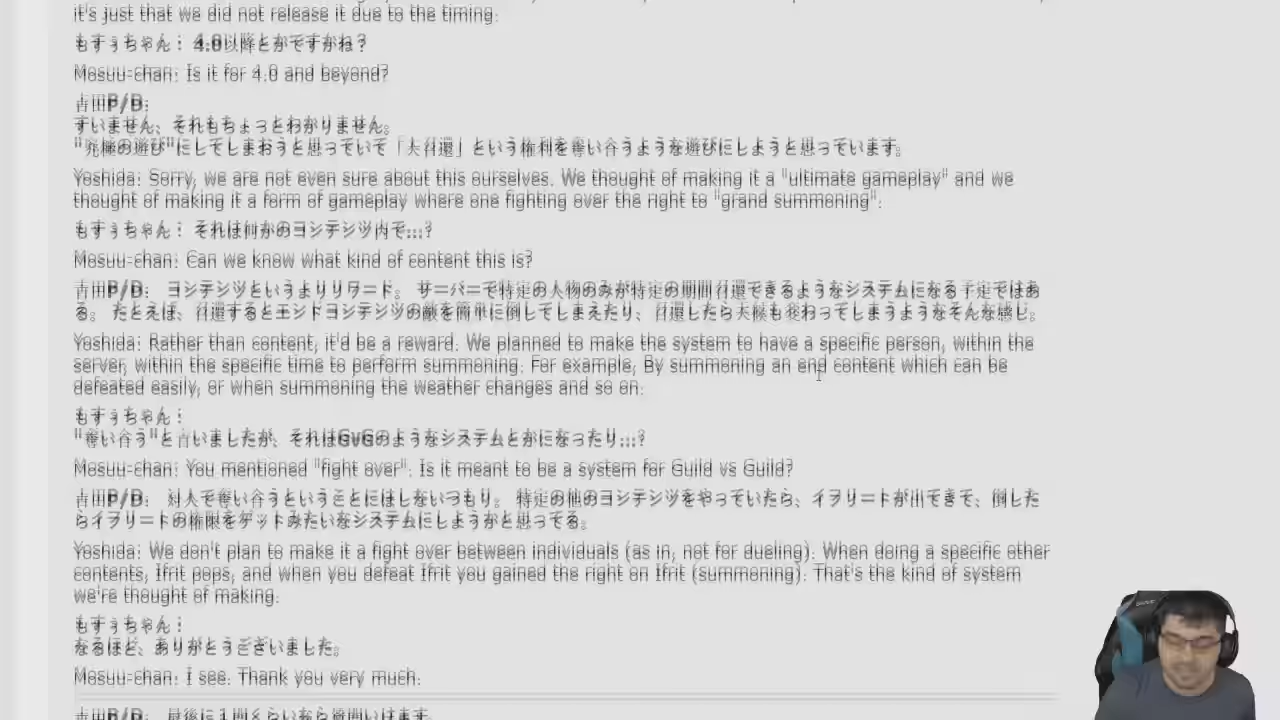 it's just that we did not release it due to the timing.
もすぅちゃん： 4.0以降とかですかね？
Mosuu-chan: Is it for 4.0 and beyond?
吉田P/D:
すいません、それもちょっとわかりません。
"究極の遊び"にしてしまおうと思っていて「大召還」という権利を奪い合うような遊びにしようと思っています。
Yoshida: Sorry, we are not even sure about this ourselves. We thought of making it a "ultimate gameplay" and we
thought of making it a form of gameplay where one fighting over the right to "grand summoning".
もすぅちゃん： それは何かのコンテンツ内で...？
Mosuu-chan: Can we know what kind of content this is?
吉田P/D: コンテンツというよりリワード。 サーバーで特定の人物のみが特定の期間召還できるようなシステムになる予定ではあ
る。 たとえば、召還するとエンドコンテンツの敵を簡単に倒してしまえたり、召還したら天候も変わってしまうようなそんな感じ。
Yoshida: Rather than content, it'd be a reward. We planned to make the system to have a specific person, within the
server, within the specific time to perform summoning. For example, By summoning an end content which can be
defeated easily, or when summoning the weather changes and so on.
もすぅちゃん：
"奪い合う"と言いましたが、それはGvGのようなシステムとかになったり...？
Mosuu-chan: You mentioned "fight over". Is it meant to be a system for Guild vs Guild?
吉田P/D: 対人で奪い合うということにはしないつもり。 特定の他のコンテンツをやっていたら、イフリートが出てきて、倒した
らイフリートの権限をゲットみたいなシステムにしようかと思ってる。
Yoshida: We don't plan to make it a fight over between individuals (as in, not for dueling). When doing a specific other
contents, Ifrit pops, and when you defeat Ifrit you gained the right on Ifrit (summoning). That's the kind of system
we're thought of making.
もすぅちゃん：
なるほど、ありがとうございました。
Mosuu-chan: I see. Thank you very much.
吉田P/D: 最後に１問くらいなら質問いけます